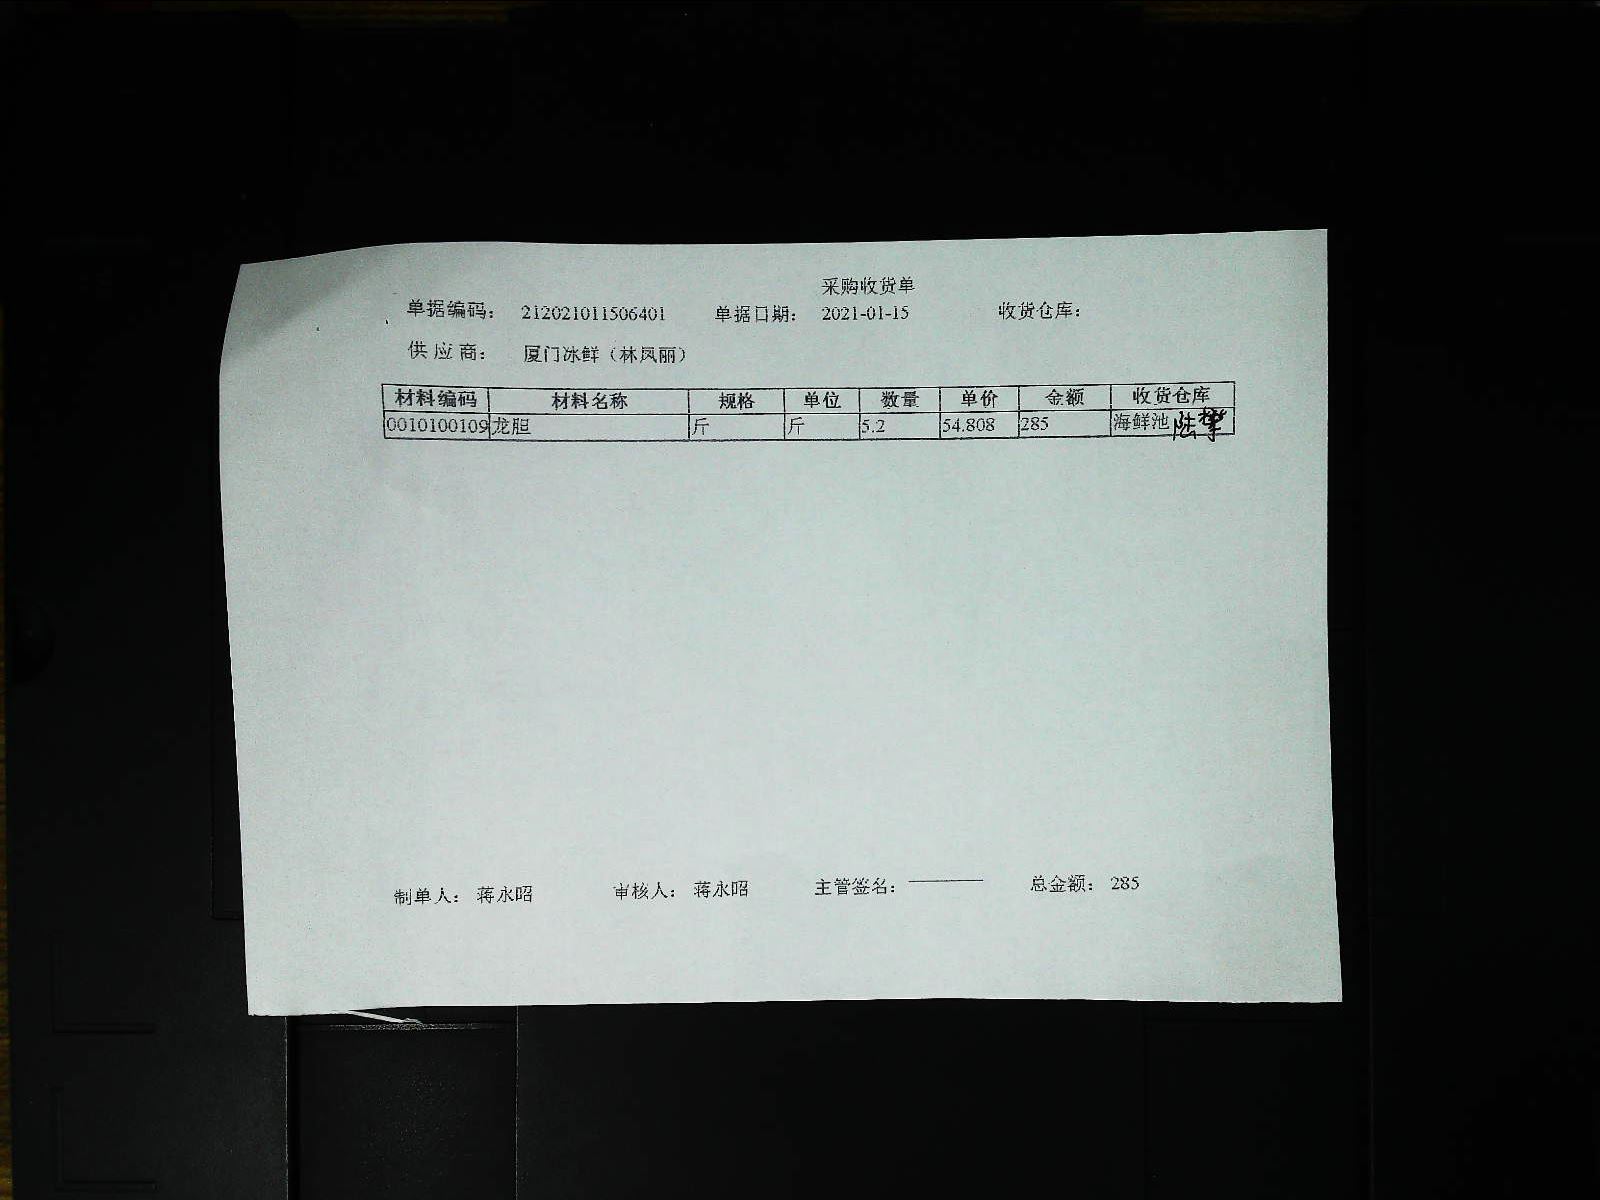 采购收货单
单据编码： 212021011506401 单据日期： 2021-01-15 收货仓库：
供 应 商： 厦门冰鲜（林凤丽）
材料编码 材料名称 规格 单位 数量 单价 金额 收货仓库
0010100109 龙胆 斤 斤 5.2 54.808 285 海鲜池
制单人： 蒋永昭 审核人： 蒋永昭 主管签名： 总金额： 285